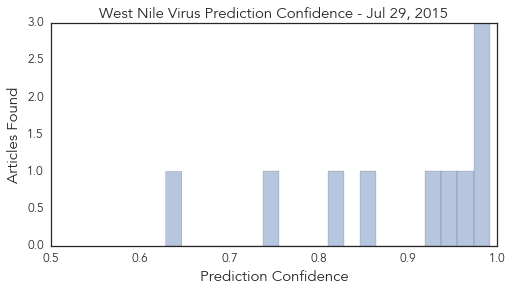 West Nile Virus Prediction Confidence - Jul 29, 2015
3.0
2.5
2.0
1.5
1.0
0.5
0.0
Articles Found
0.5 0.6 0.7 0.8 0.9 1.0
Prediction Confidence